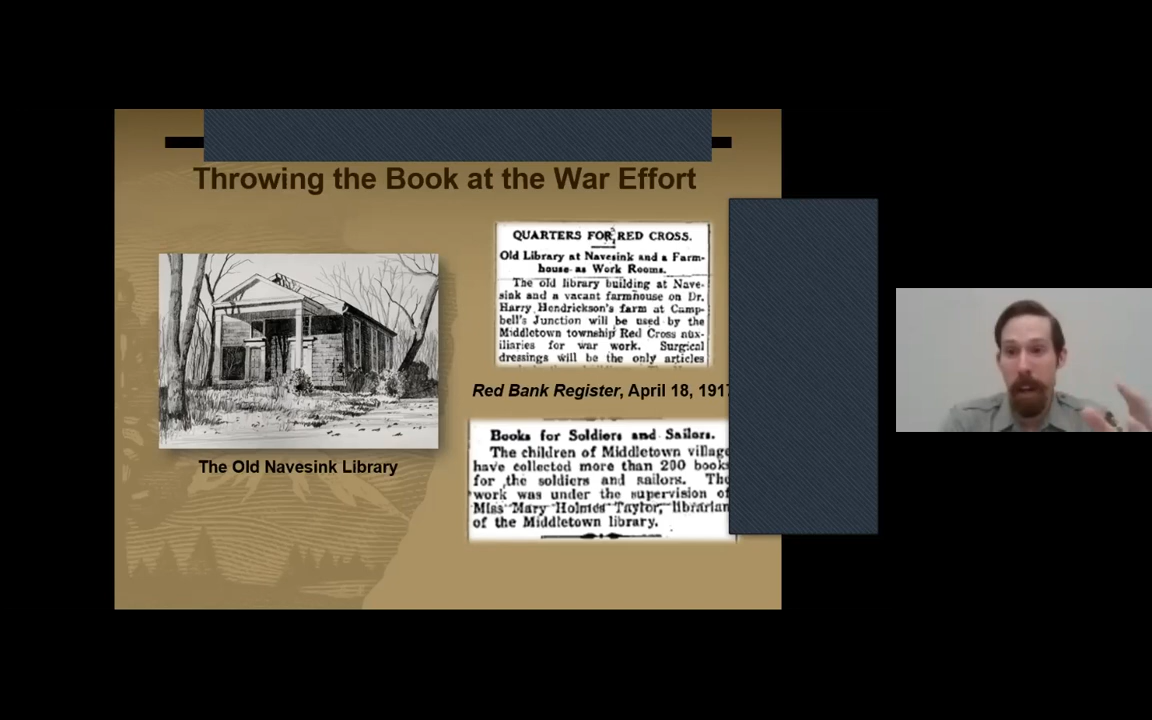 Throwing the Book at the War Effort
QUARTERS FOR RED CROSS.
Old Library at Navesink and a Farm-
house as Work Rooms.
The old library building at Nave-
sink and a vacant farmhouse on Dr.
Harry Hendrickson's farm at Camp-
bell's Junction will be used by the
Middletown township Red Cross aux-
iliaries for war work. Surgical
dressings will be the only articles
Red Bank Register, April 18, 1917
Books for Soldiers and Sailors.
The children of Middletown village
have collected more than 200 books
for the soldiers and sailors. The
work was under the supervision of
Miss Mary Holmes Taylor, librarian
of the Middletown library.
The Old Navesink Library